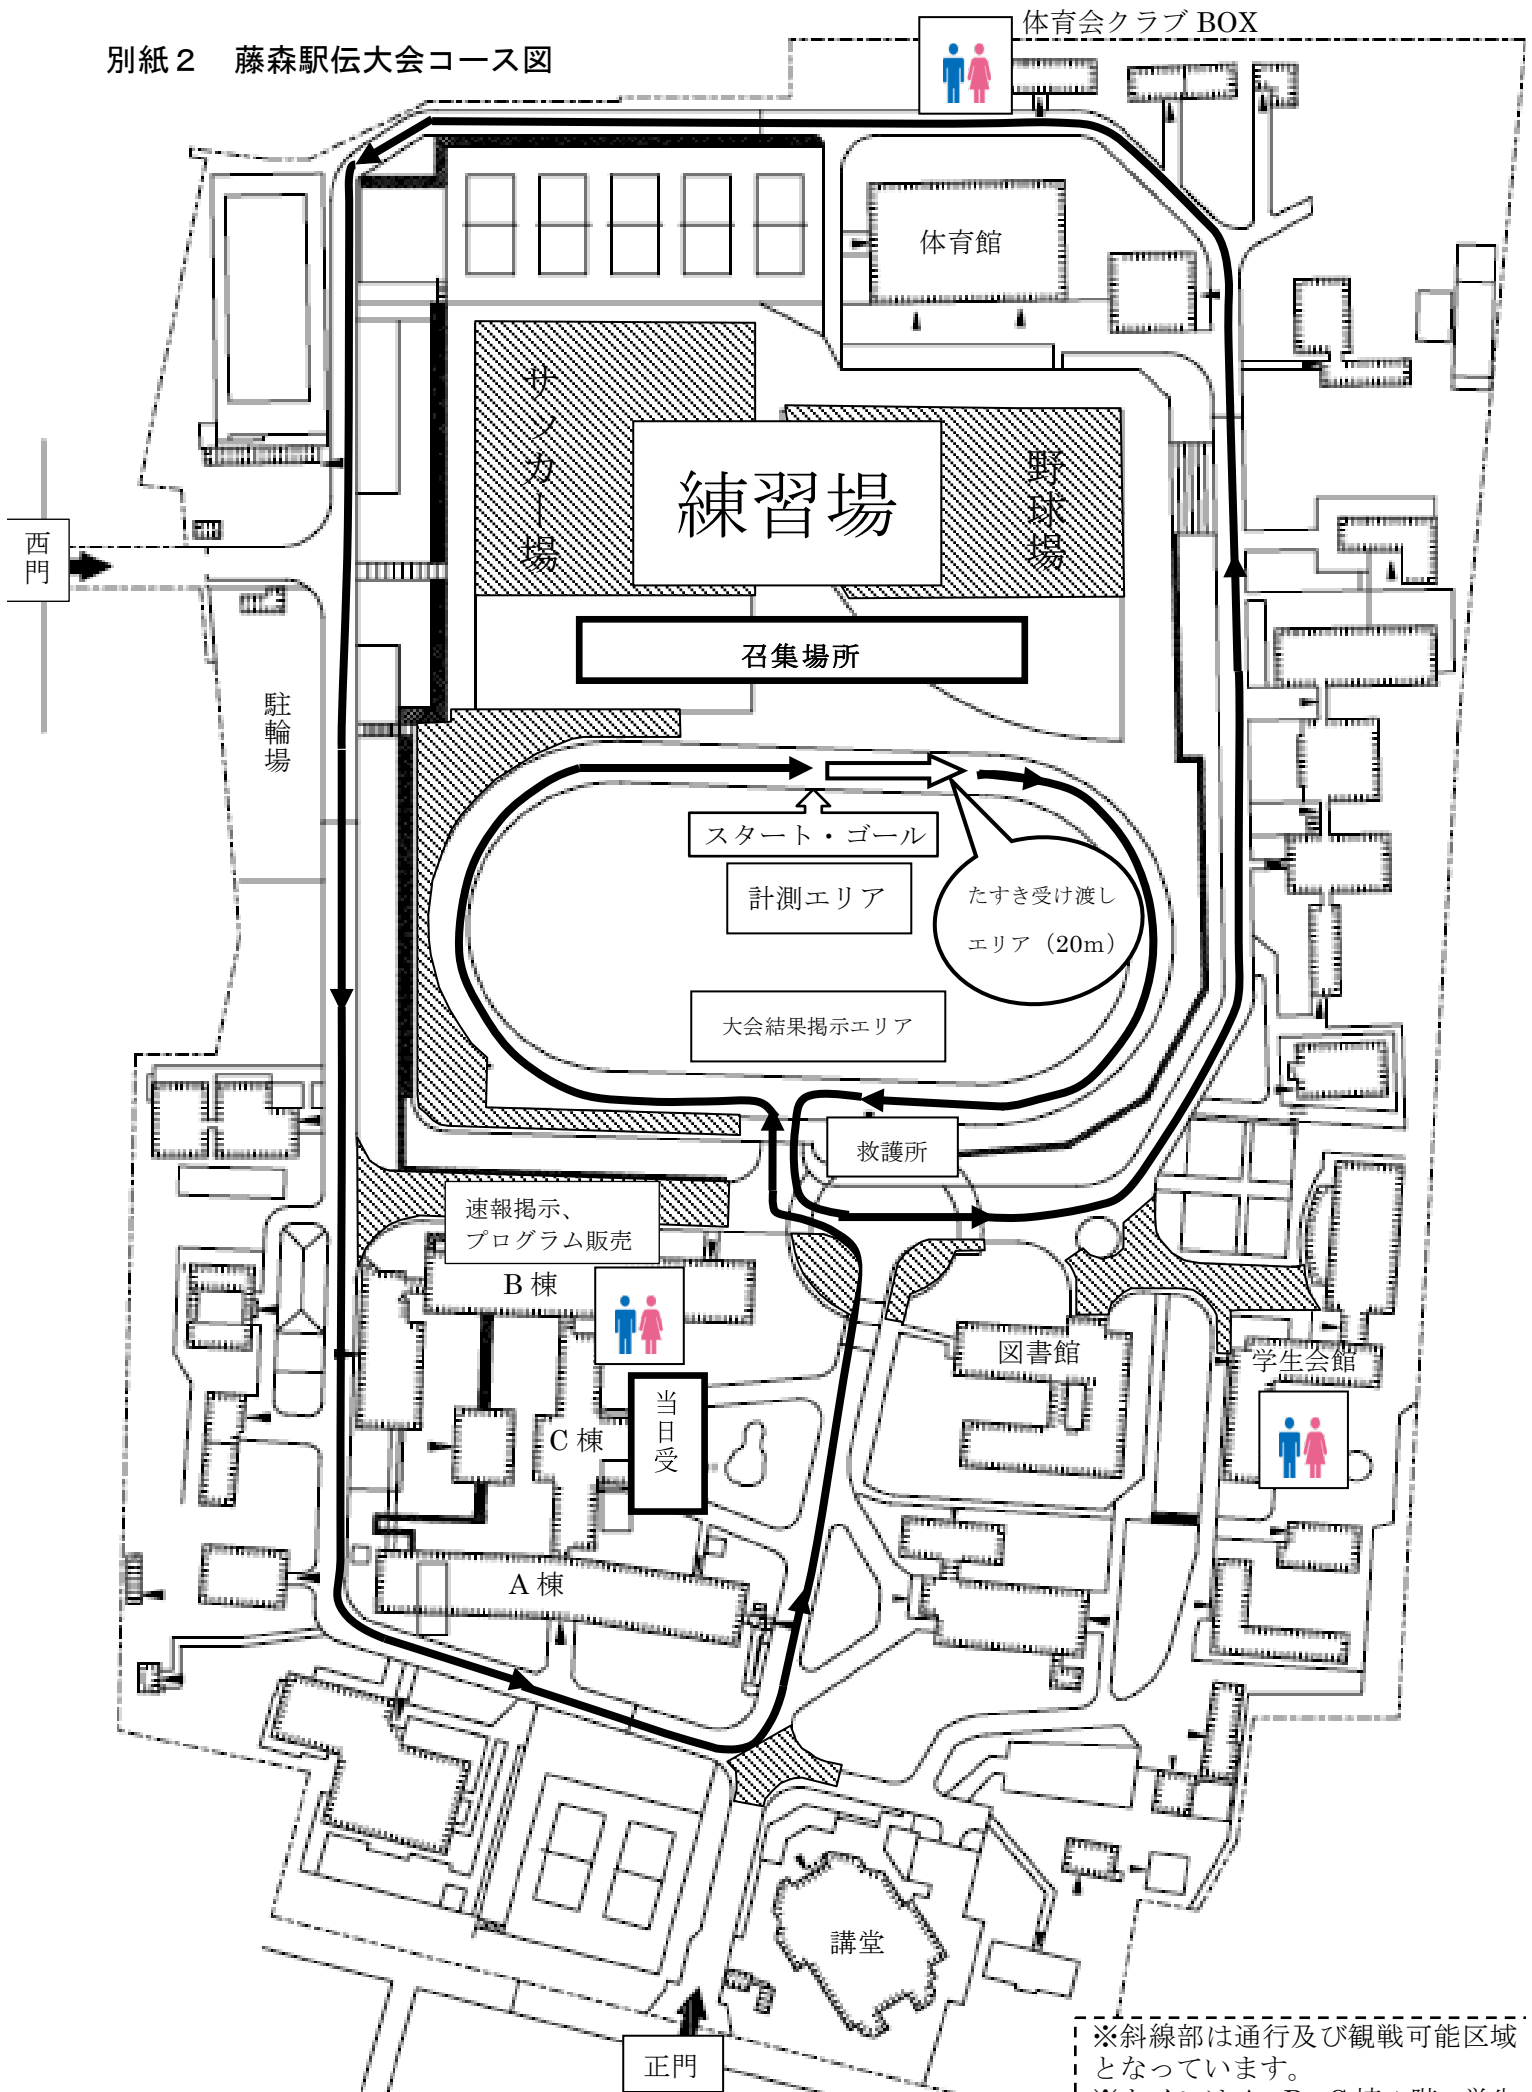 体育会クラブ BOX
別紙２　藤森駅伝大会コース図
体育館
サッカー場
練習場
野球場
西門
召集場所
駐輪場
スタート・ゴール
計測エリア
たすき受け渡し
エリア（20m）
大会結果掲示エリア
救護所
速報掲示、
プログラム販売
B 棟
図書館
学生会館
当日受
C 棟
A 棟
講堂
正門
※斜線部は通行及び観戦可能区域
となっています。